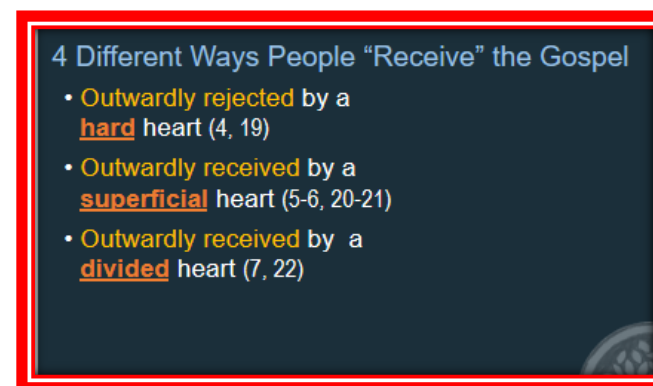 4 Different Ways People “Receive” the Gospel
• Outwardly rejected by a
hard heart (4, 19)
• Outwardly received by a
superficial heart (5-6, 20-21)
• Outwardly received by a
divided heart (7, 22)